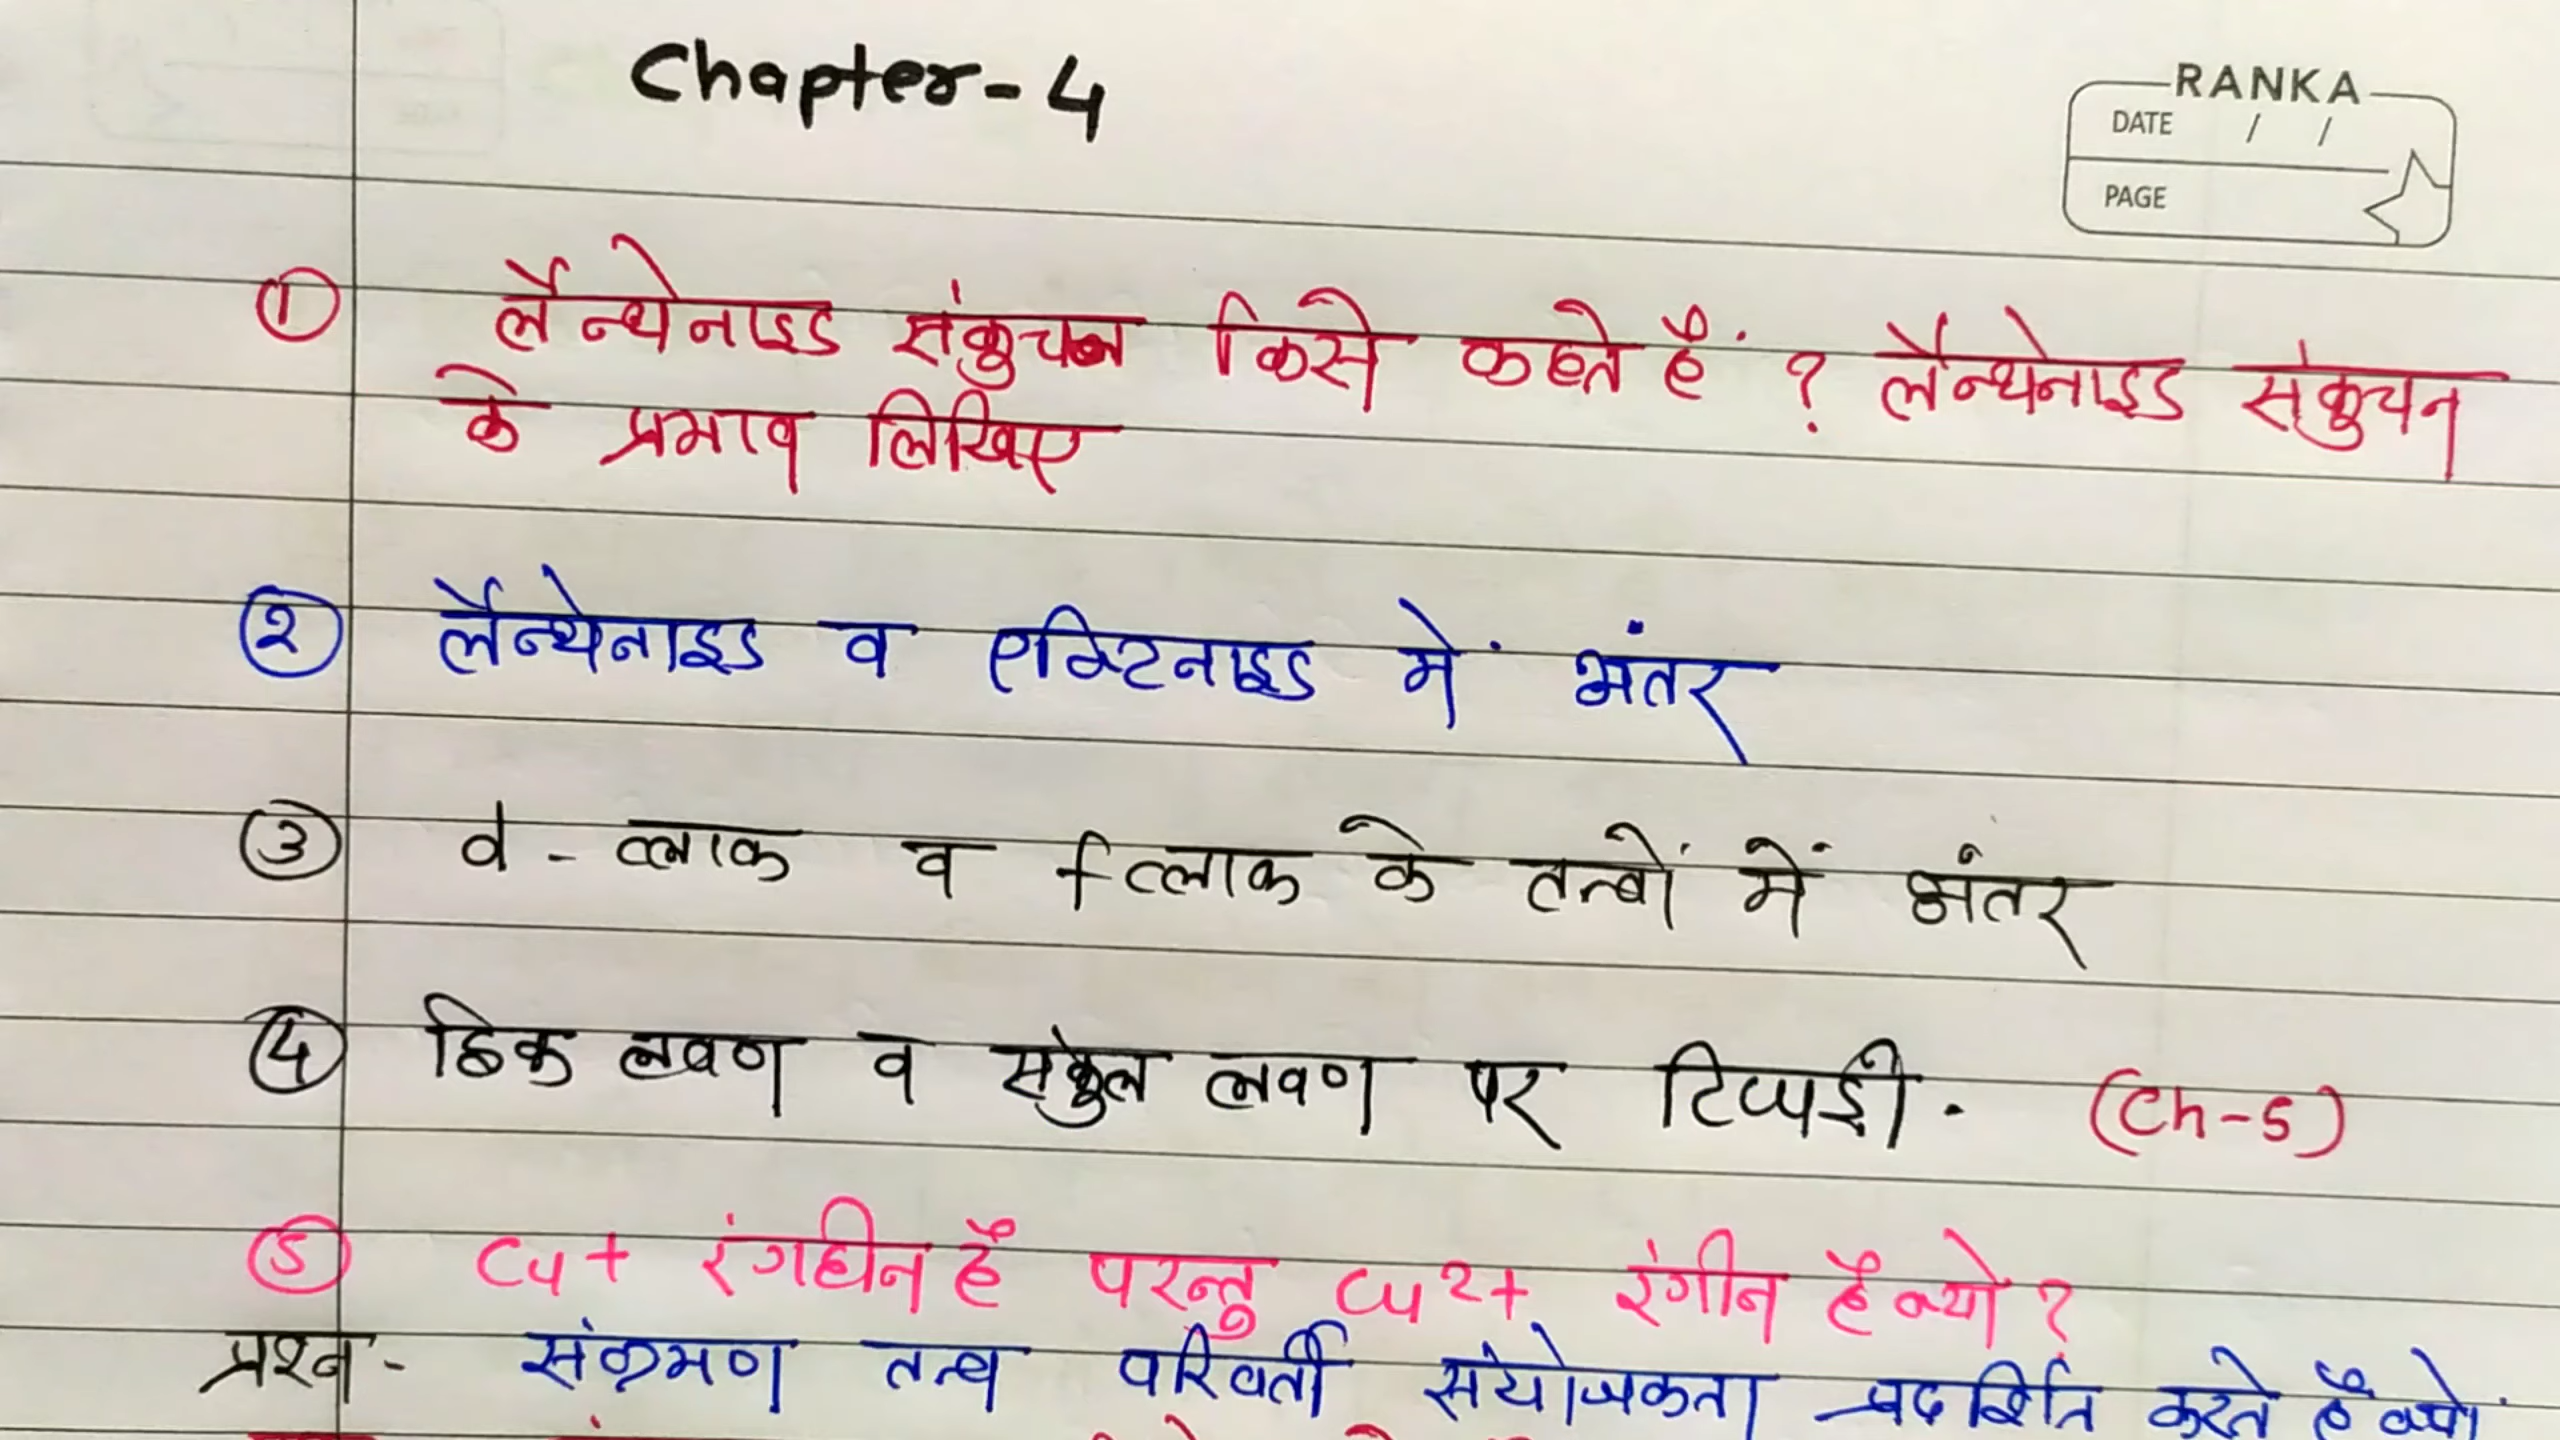 Chapter-4
RANKA
DATE / /
PAGE
① लैन्थेनाइड संकुचन किसे कहते हैं ? लैन्थेनाइड संकुचन
के प्रभाव लिखिए
② लैन्थेनाइड व एक्टिनाइड में अंतर
③ d - ब्लाक व f ब्लाक के तत्वों में अंतर
④ द्विक लवण व संकुल लवण पर टिप्पडी. (Ch-5)
⑤ Cu+ रंगहीन है परन्तु Cu2+ रंगीन है क्यो ?
प्रश्न - संक्रमण तत्व परिवर्ती संयोजकता प्रदर्शित करते है क्यो